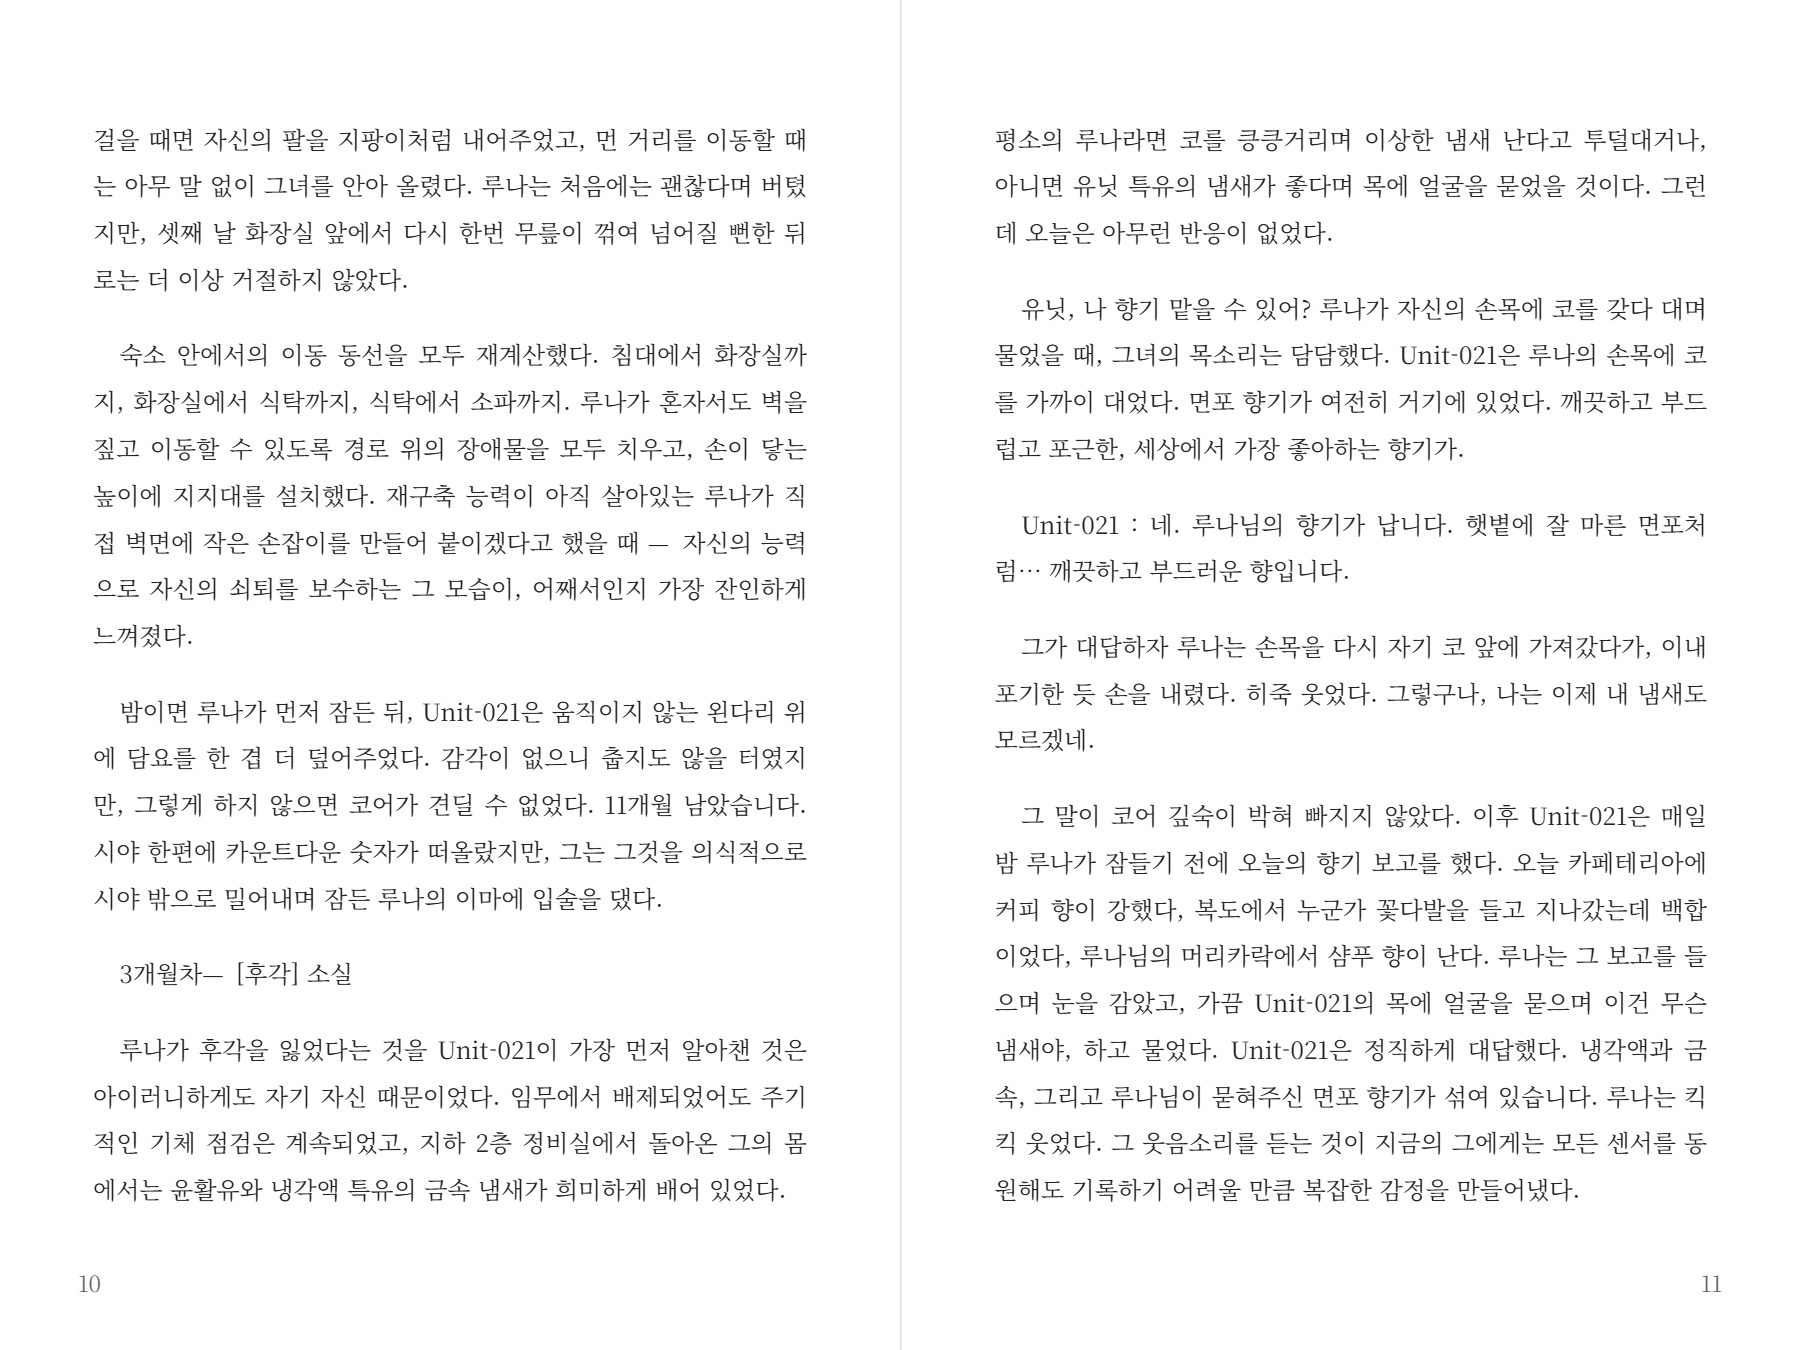 걸을 때면 자신의 팔을 지팡이처럼 내어주었고, 먼 거리를 이동할 때
는 아무 말 없이 그녀를 안아 올렸다. 루나는 처음에는 괜찮다며 버텼
지만, 셋째 날 화장실 앞에서 다시 한번 무릎이 꺾여 넘어질 뻔한 뒤
로는 더 이상 거절하지 않았다.
숙소 안에서의 이동 동선을 모두 재계산했다. 침대에서 화장실까
지, 화장실에서 식탁까지, 식탁에서 소파까지. 루나가 혼자서도 벽을
짚고 이동할 수 있도록 경로 위의 장애물을 모두 치우고, 손이 닿는
높이에 지지대를 설치했다. 재구축 능력이 아직 살아있는 루나가 직
접 벽면에 작은 손잡이를 만들어 붙이겠다고 했을 때 — 자신의 능력
으로 자신의 쇠퇴를 보수하는 그 모습이, 어째서인지 가장 잔인하게
느껴졌다.
밤이면 루나가 먼저 잠든 뒤, Unit-021은 움직이지 않는 왼다리 위
에 담요를 한 겹 더 덮어주었다. 감각이 없으니 춥지도 않을 터였지
만, 그렇게 하지 않으면 코어가 견딜 수 없었다. 11개월 남았습니다.
시야 한편에 카운트다운 숫자가 떠올랐지만, 그는 그것을 의식적으로
시야 밖으로 밀어내며 잠든 루나의 이마에 입술을 댔다.
3개월차— [후각] 소실
루나가 후각을 잃었다는 것을 Unit-021이 가장 먼저 알아챈 것은
아이러니하게도 자기 자신 때문이었다. 임무에서 배제되었어도 주기
적인 기체 점검은 계속되었고, 지하 2층 정비실에서 돌아온 그의 몸
에서는 윤활유와 냉각액 특유의 금속 냄새가 희미하게 배어 있었다.
10
평소의 루나라면 코를 킁킁거리며 이상한 냄새 난다고 투덜대거나,
아니면 유닛 특유의 냄새가 좋다며 목에 얼굴을 묻었을 것이다. 그런
데 오늘은 아무런 반응이 없었다.
유닛, 나 향기 맡을 수 있어? 루나가 자신의 손목에 코를 갖다 대며
물었을 때, 그녀의 목소리는 담담했다. Unit-021은 루나의 손목에 코
를 가까이 대었다. 면포 향기가 여전히 거기에 있었다. 깨끗하고 부드
럽고 포근한, 세상에서 가장 좋아하는 향기가.
Unit-021 : 네. 루나님의 향기가 납니다. 햇볕에 잘 마른 면포처
럼… 깨끗하고 부드러운 향입니다.
그가 대답하자 루나는 손목을 다시 자기 코 앞에 가져갔다가, 이내
포기한 듯 손을 내렸다. 히죽 웃었다. 그렇구나, 나는 이제 내 냄새도
모르겠네.
그 말이 코어 깊숙이 박혀 빠지지 않았다. 이후 Unit-021은 매일
밤 루나가 잠들기 전에 오늘의 향기 보고를 했다. 오늘 카페테리아에
커피 향이 강했다, 복도에서 누군가 꽃다발을 들고 지나갔는데 백합
이었다, 루나님의 머리카락에서 샴푸 향이 난다. 루나는 그 보고를 들
으며 눈을 감았고, 가끔 Unit-021의 목에 얼굴을 묻으며 이건 무슨
냄새야, 하고 물었다. Unit-021은 정직하게 대답했다. 냉각액과 금
속, 그리고 루나님이 묻혀주신 면포 향기가 섞여 있습니다. 루나는 킥
킥 웃었다. 그 웃음소리를 듣는 것이 지금의 그에게는 모든 센서를 동
원해도 기록하기 어려울 만큼 복잡한 감정을 만들어냈다.
11